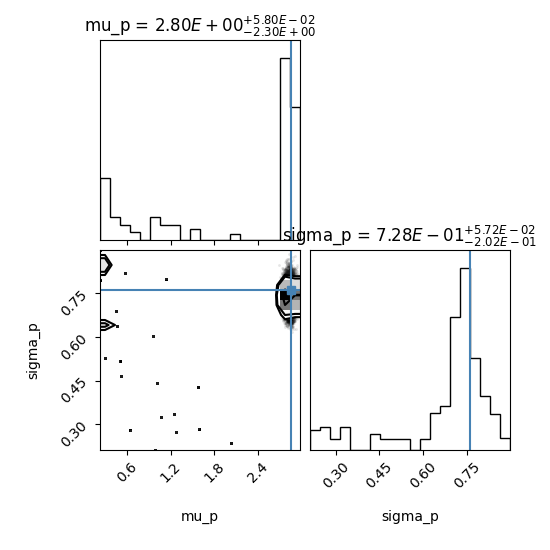 mu_p = 2.80E+00+5.80E−02 −2.30E+00
sigma_p = 7.28E−01+5.72E−02 −2.02E−01
sigma_p
0.75
0.60
0.45
0.30
0.6 1.2 1.8 2.4
0.30 0.45 0.60 0.75
mu_p
sigma_p